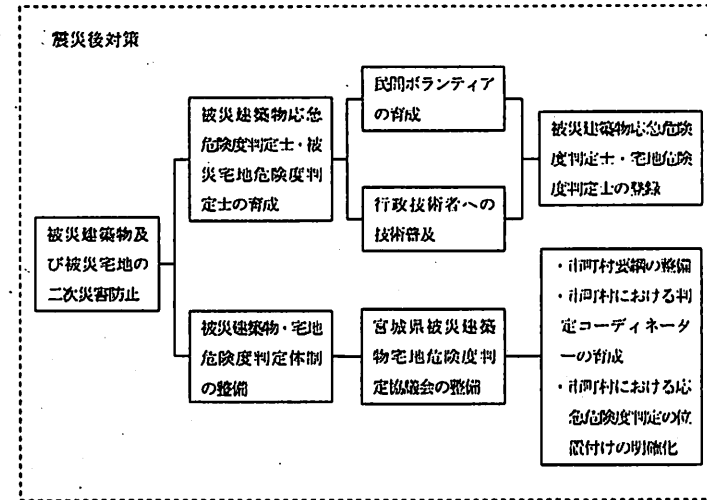 震災後対策
被災建築物及
び被災宅地の
二次災害防止
被災建築物応急
危険度判定士・被
災宅地危険度判
定士の育成
民間ボランティア
の育成
行政技術者への
技術普及
被災建築物応急危険
度判定士・宅地危険
度判定士の登録
被災建築物・宅地
危険度判定体制
の整備
宮城県被災建築
物宅地危険度判
定協議会の整備
・市町村要綱の整備
・市町村における判
定コーディネータ
ーの育成
・市町村における応
急危険度判定の位
置付けの明確化